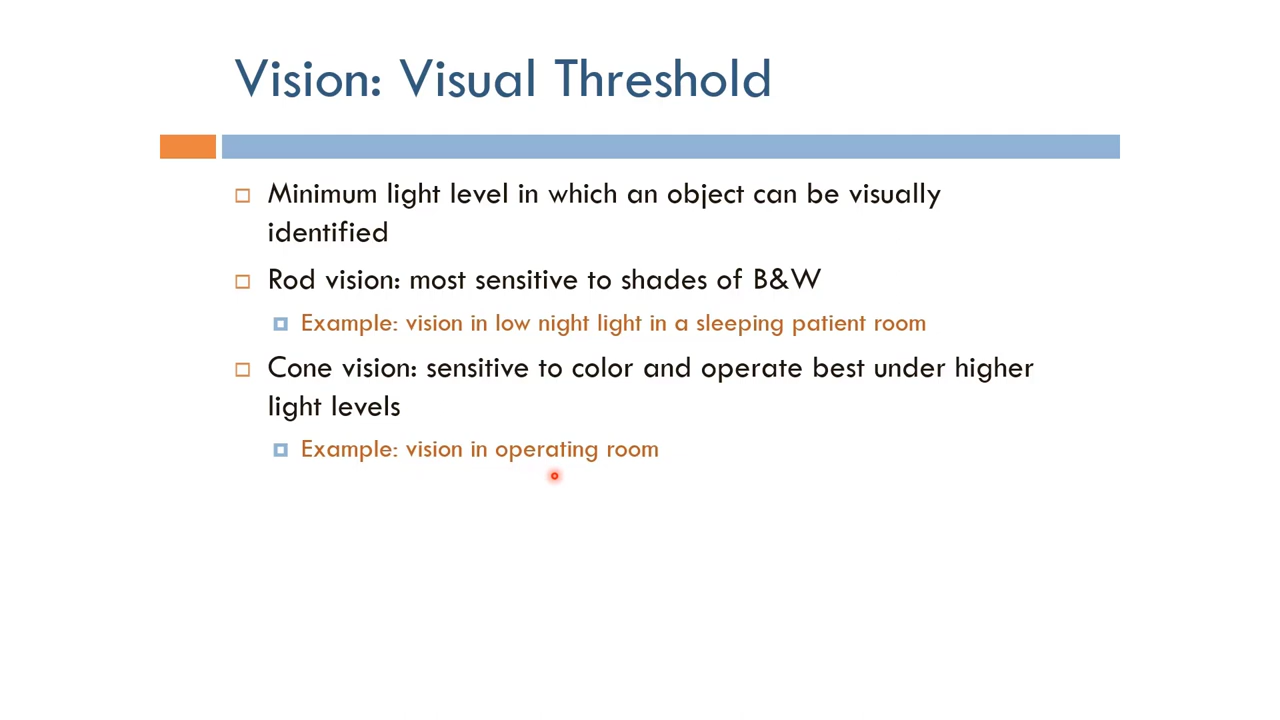 Vision: Visual Threshold
Minimum light level in which an object can be visually
identified
Rod vision: most sensitive to shades of B&W
Example: vision in low night light in a sleeping patient room
Cone vision: sensitive to color and operate best under higher
light levels
Example: vision in operating room